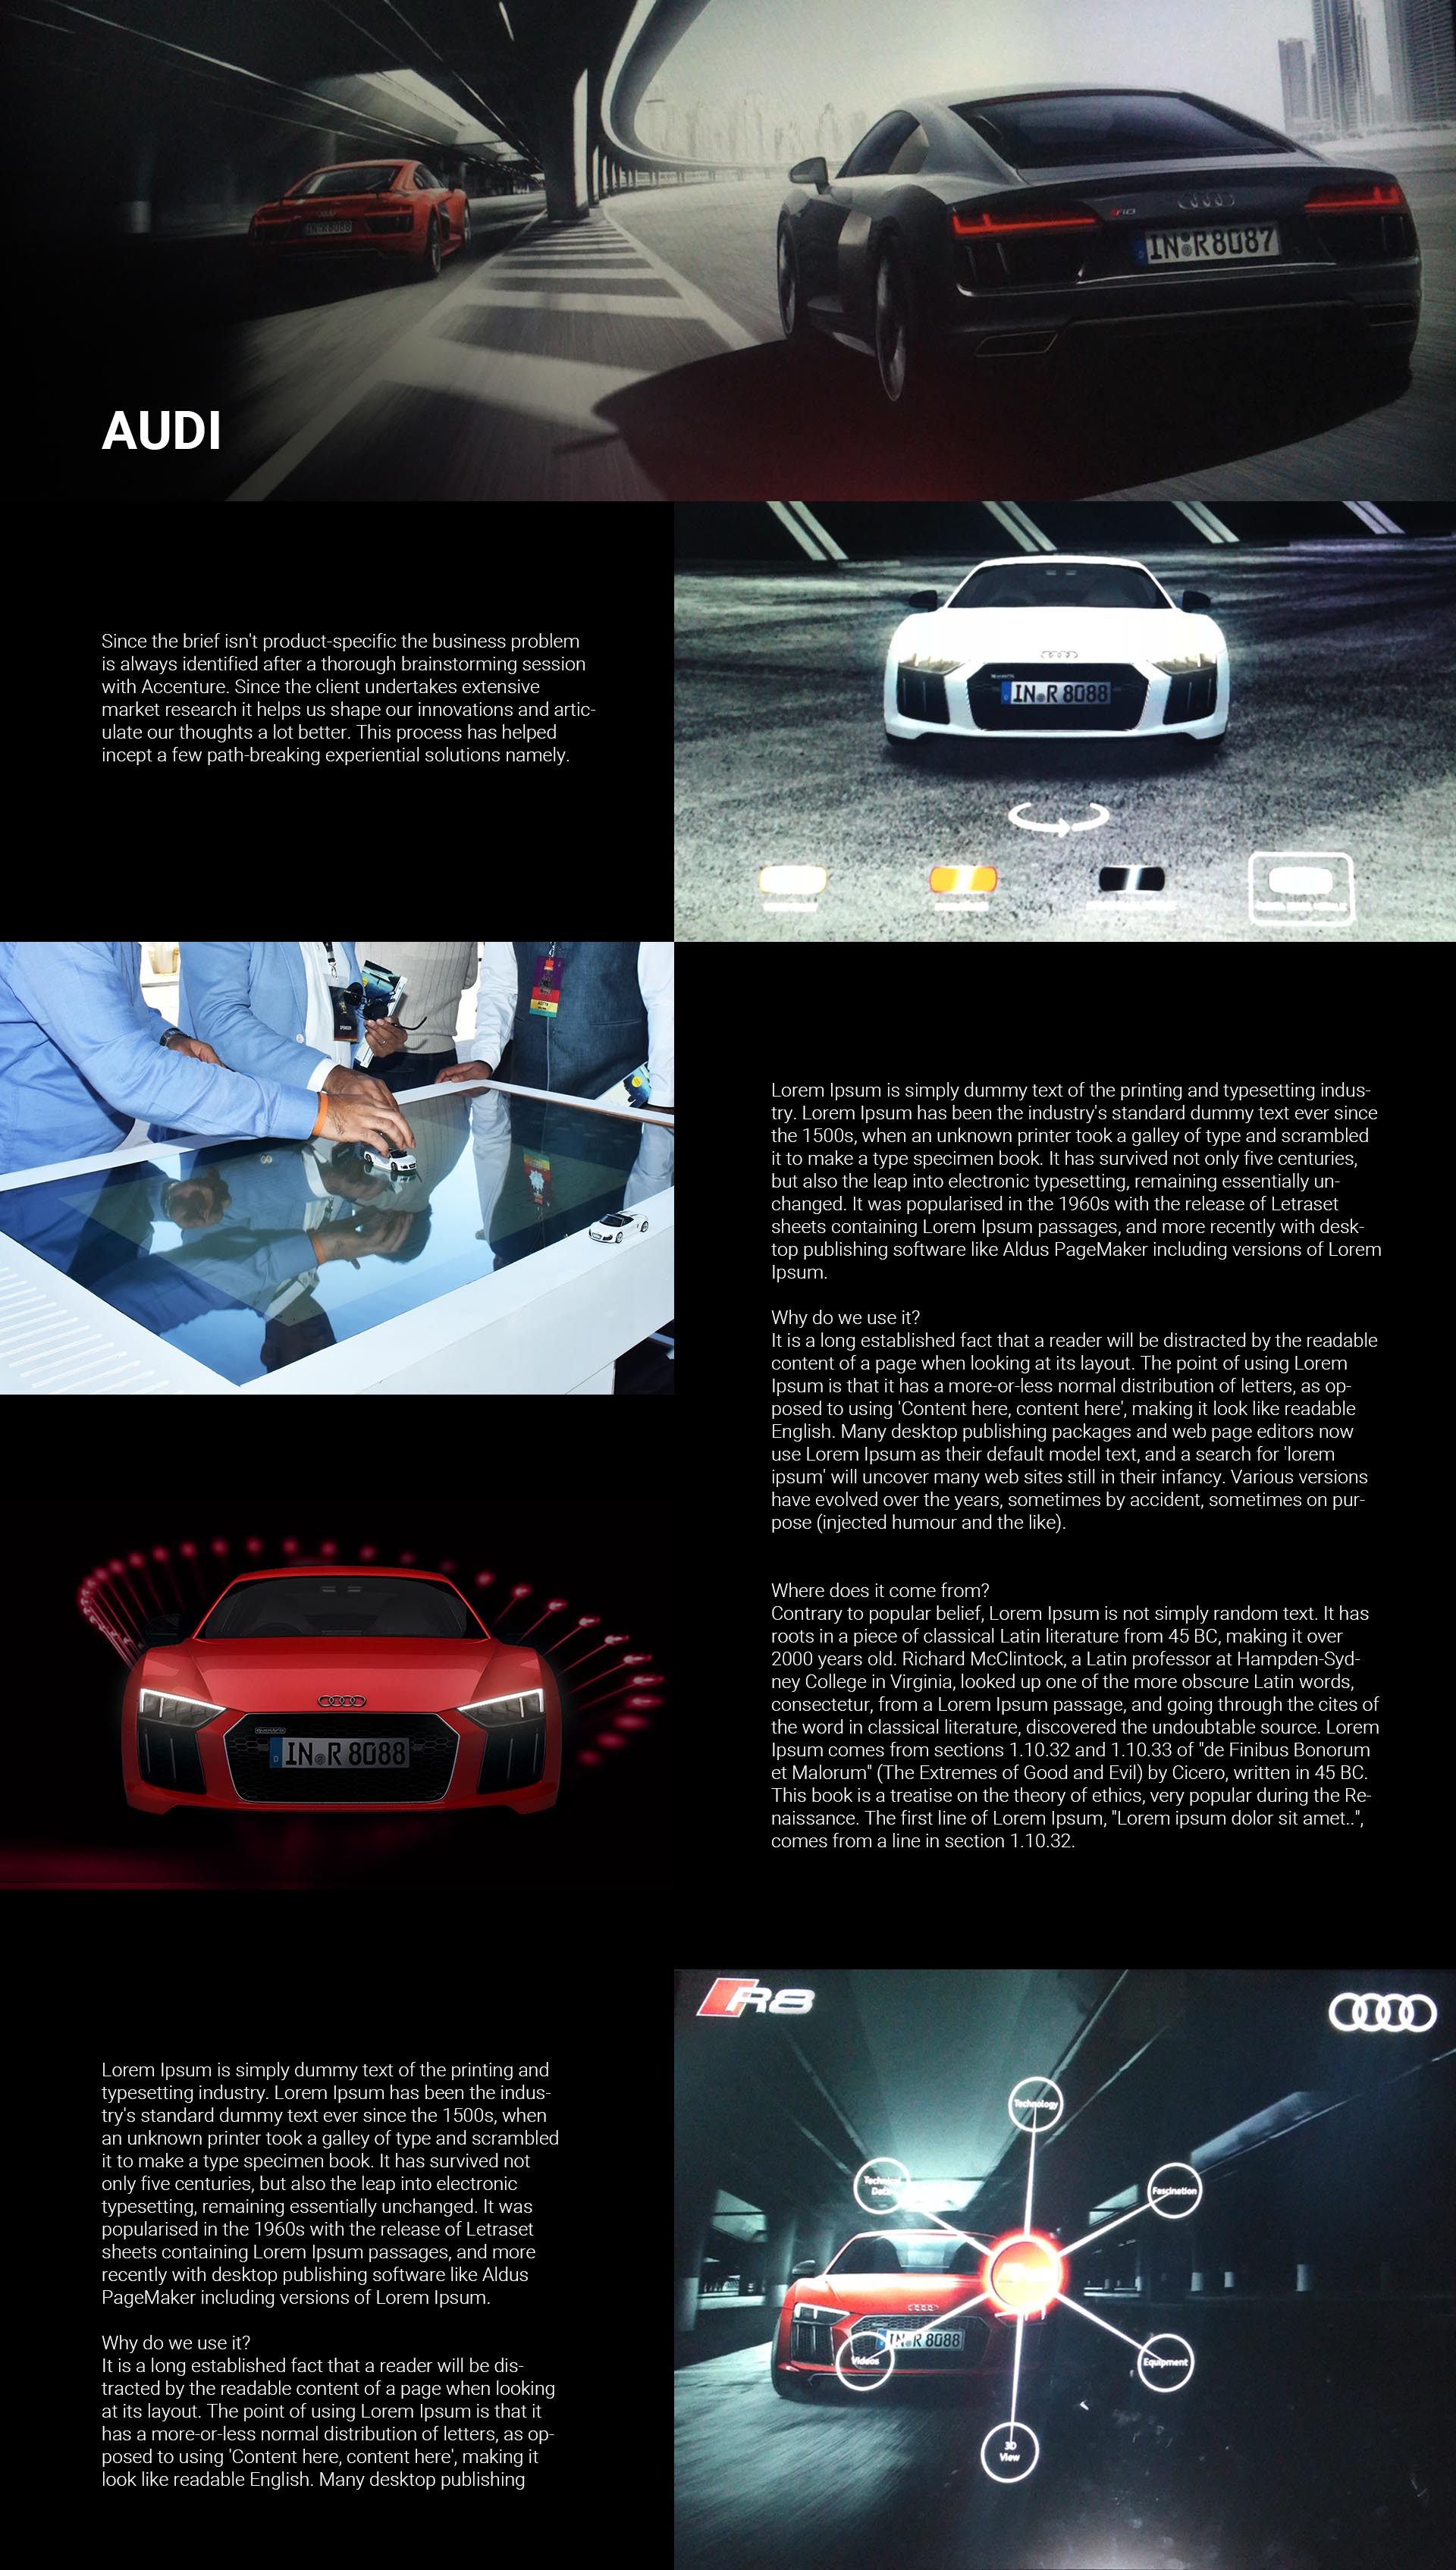 IN R 8087
AUDI
Since the brief isn't product-specific the business problem
is always identified after a thorough brainstorming session
with Accenture. Since the client undertakes extensive
market research it helps us shape our innovations and artic-
ulate our thoughts a lot better. This process has helped
incept a few path-breaking experiential solutions namely.
IN R 8088
Lorem Ipsum is simply dummy text of the printing and typesetting indus-
try. Lorem Ipsum has been the industry's standard dummy text ever since
the 1500s, when an unknown printer took a galley of type and scrambled
it to make a type specimen book. It has survived not only five centuries,
but also the leap into electronic typesetting, remaining essentially un-
changed. It was popularised in the 1960s with the release of Letraset
sheets containing Lorem Ipsum passages, and more recently with desk-
top publishing software like Aldus PageMaker including versions of Lorem
Ipsum.
Why do we use it?
It is a long established fact that a reader will be distracted by the readable
content of a page when looking at its layout. The point of using Lorem
Ipsum is that it has a more-or-less normal distribution of letters, as op-
posed to using 'Content here, content here', making it look like readable
English. Many desktop publishing packages and web page editors now
use Lorem Ipsum as their default model text, and a search for 'lorem
ipsum' will uncover many web sites still in their infancy. Various versions
have evolved over the years, sometimes by accident, sometimes on pur-
pose (injected humour and the like).
Where does it come from?
Contrary to popular belief, Lorem Ipsum is not simply random text. It has
roots in a piece of classical Latin literature from 45 BC, making it over
2000 years old. Richard McClintock, a Latin professor at Hampden-Syd-
ney College in Virginia, looked up one of the more obscure Latin words,
consectetur, from a Lorem Ipsum passage, and going through the cites of
the word in classical literature, discovered the undoubtable source. Lorem
Ipsum comes from sections 1.10.32 and 1.10.33 of "de Finibus Bonorum
et Malorum" (The Extremes of Good and Evil) by Cicero, written in 45 BC.
This book is a treatise on the theory of ethics, very popular during the Re-
naissance. The first line of Lorem Ipsum, "Lorem ipsum dolor sit amet..",
comes from a line in section 1.10.32.
IN R 8088
Lorem Ipsum is simply dummy text of the printing and
typesetting industry. Lorem Ipsum has been the indus-
try's standard dummy text ever since the 1500s, when
an unknown printer took a galley of type and scrambled
it to make a type specimen book. It has survived not
only five centuries, but also the leap into electronic
typesetting, remaining essentially unchanged. It was
popularised in the 1960s with the release of Letraset
sheets containing Lorem Ipsum passages, and more
recently with desktop publishing software like Aldus
PageMaker including versions of Lorem Ipsum.
Why do we use it?
It is a long established fact that a reader will be dis-
tracted by the readable content of a page when looking
at its layout. The point of using Lorem Ipsum is that it
has a more-or-less normal distribution of letters, as op-
posed to using 'Content here, content here', making it
look like readable English. Many desktop publishing
R8
Technology
Technical
Data
Fascination
IN R 8088
Videos
Equipment
3D
View